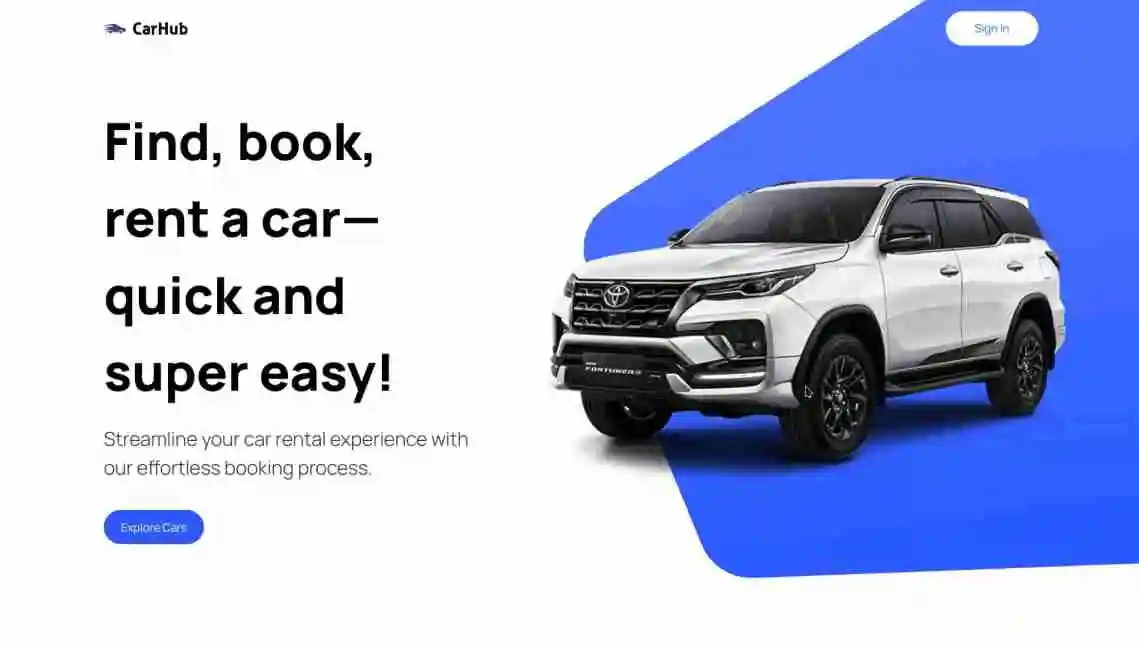 CarHub
Sign In
Find, book,
rent a car—
quick and
super easy!
Streamline your car rental experience with
our effortless booking process.
Explore Cars
FORTUNER